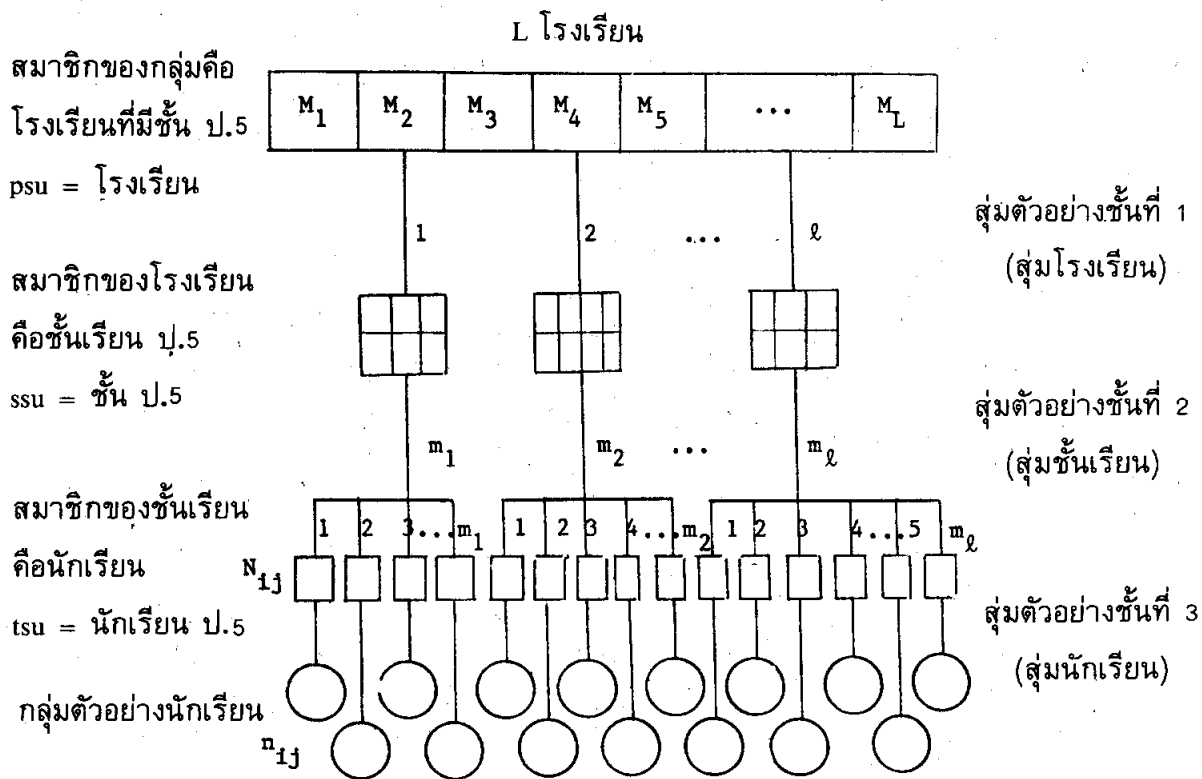 L โรงเรียน
สมาชิกของกลุ่มคือ
โรงเรียนที่มีชั้น ป.5
psu = โรงเรียน
M₁ M₂ M₃ M₄ M₅ ... M_L
1 2 ... ℓ
สุ่มตัวอย่างชั้นที่ 1
(สุ่มโรงเรียน)
สมาชิกของโรงเรียน
คือชั้นเรียน ป.5
ssu = ชั้น ป.5
m₁ m₂ ... m_ℓ
สุ่มตัวอย่างชั้นที่ 2
(สุ่มชั้นเรียน)
สมาชิกของชั้นเรียน
คือนักเรียน
tsu = นักเรียน ป.5
1 2 3...m₁ 1 2 3 4...m₂ 1 2 3 4...5 m_ℓ
N_ij
สุ่มตัวอย่างชั้นที่ 3
(สุ่มนักเรียน)
กลุ่มตัวอย่างนักเรียน
n_ij